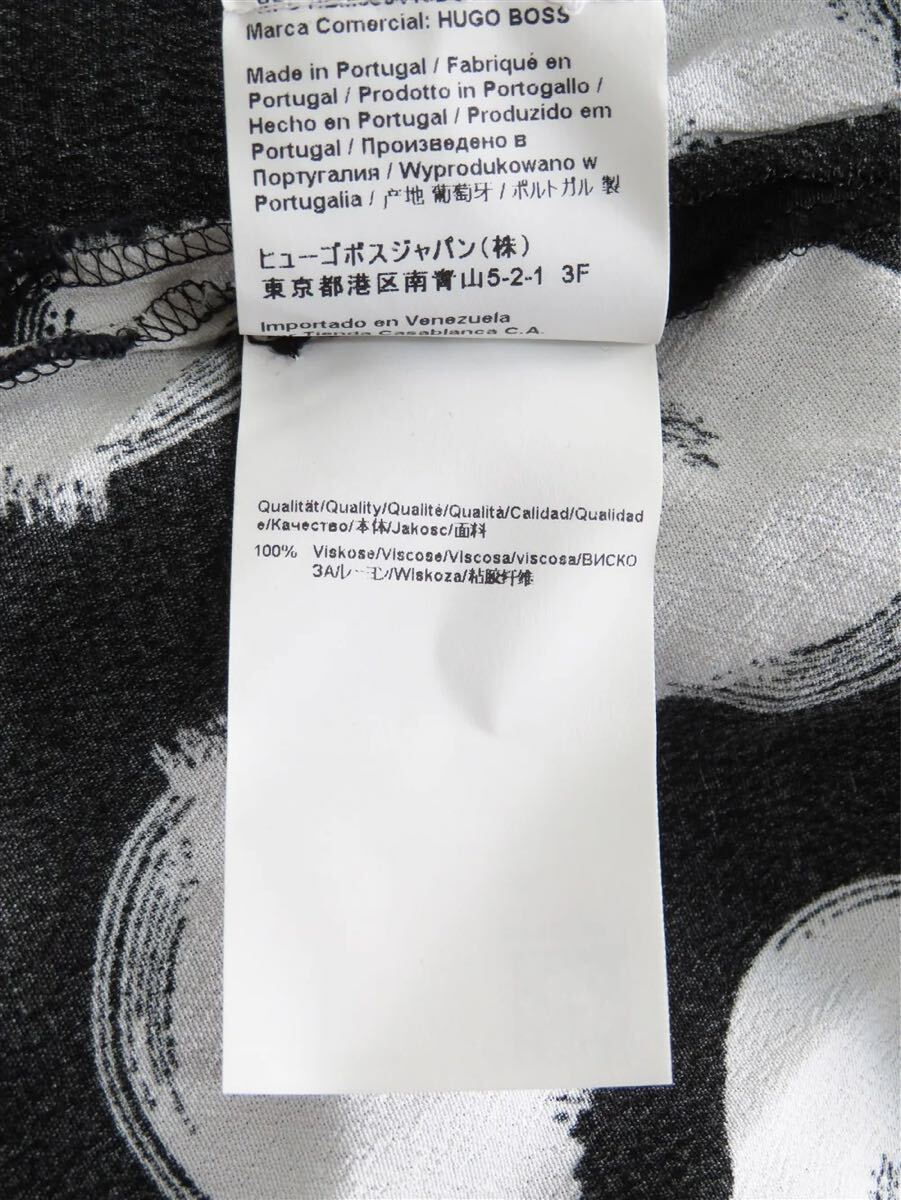 Marca Comercial: HUGO BOSS
Made in Portugal / Fabriqué en
Portugal / Prodotto in Portogallo /
Hecho en Portugal / Produzido em
Portugal / Произведено в
Португалия / Wyprodukowano w
Portugalia / 产地 葡萄牙 / ポルトガル 製
ヒューゴボスジャパン(株)
東京都港区南青山5-2-1 3F
Importado en Venezuela
Tienda Casablanca C.A.
Qualität/Quality/Qualité/Qualità/Calidad/Qualidad
e/Качество/本体/Jakosc/面料
100% Viskose/Viscose/Viscosa/viscosa/ВИСКО
ЗА/レーヨン/Wiskoza/粘胶纤维